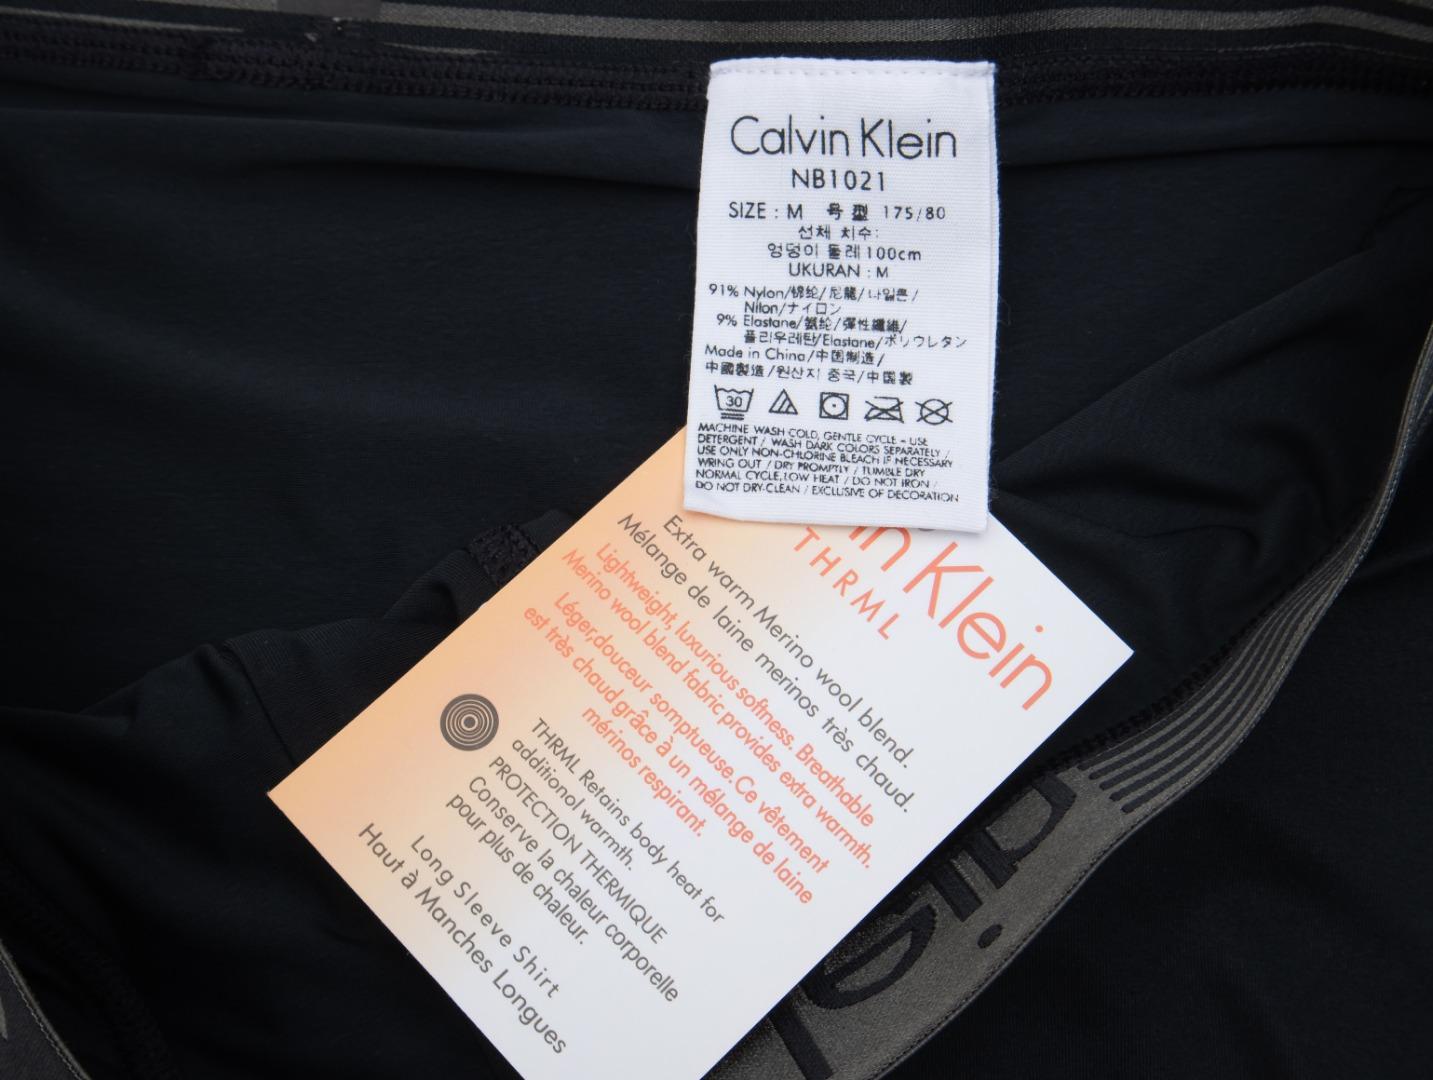 Calvin Klein
NB1021
SIZE : M 号型 175/80
선체 치수:
엉덩이 둘레 100cm
UKURAN : M
91% Nylon/锦纶/尼龍/나일론/
Nilon/ナイロン
9% Elastane/氨纶/彈性纖維/
폴리우레탄/Elastane/ポリウレタン
Made in China/中国制造/
中國製造/원산지 중국/中国製
30
MACHINE WASH COLD, GENTLE CYCLE - USE
DETERGENT / WASH DARK COLORS SEPARATELY /
USE ONLY NON-CHLORINE BLEACH IF NECESSARY
WRING OUT / DRY PROMPTLY / TUMBLE DRY
NORMAL CYCLE, LOW HEAT / DO NOT IRON /
DO NOT DRY-CLEAN / EXCLUSIVE OF DECORATION
in Klein
THRML
Extra warm Merino wool blend.
Mélange de laine merinos très chaud.
Lightweight, luxurious softness. Breathable
Merino wool blend fabric provides extra warmth.
Léger,douceur somptueuse.Ce vêtement
est très chaud grâce à un mélange de laine
mérinos respirant.
THRML Retains body heat for
additional warmth.
PROTECTION THERMIQUE
Conserve la chaleur corporelle
pour plus de chaleur.
Long Sleeve Shirt
Haut à Manches Longues